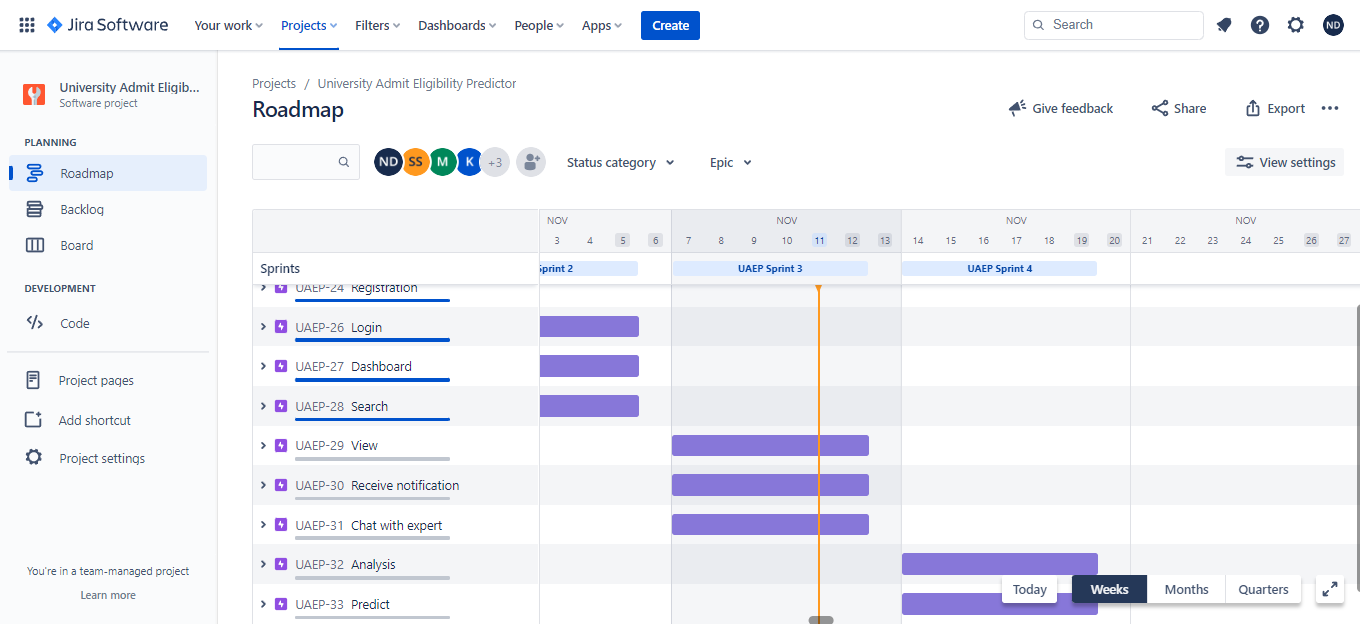 Jira Software Your work Projects Filters Dashboards People Apps Create Search ND
University Admit Eligib...
Software project
PLANNING
Roadmap
Backlog
Board
DEVELOPMENT
Code
Project pages
Add shortcut
Project settings
You're in a team-managed project
Learn more
Projects / University Admit Eligibility Predictor
Roadmap
Give feedback Share Export
ND SS M K +3 Status category Epic View settings
NOV NOV NOV NOV
3 4 5 6 7 8 9 10 11 12 13 14 15 16 17 18 19 20 21 22 23 24 25 26 27
Sprints Sprint 2 UAEP Sprint 3 UAEP Sprint 4
UAEP-24 Registration
UAEP-26 Login
UAEP-27 Dashboard
UAEP-28 Search
UAEP-29 View
UAEP-30 Receive notification
UAEP-31 Chat with expert
UAEP-32 Analysis
UAEP-33 Predict
Today Weeks Months Quarters